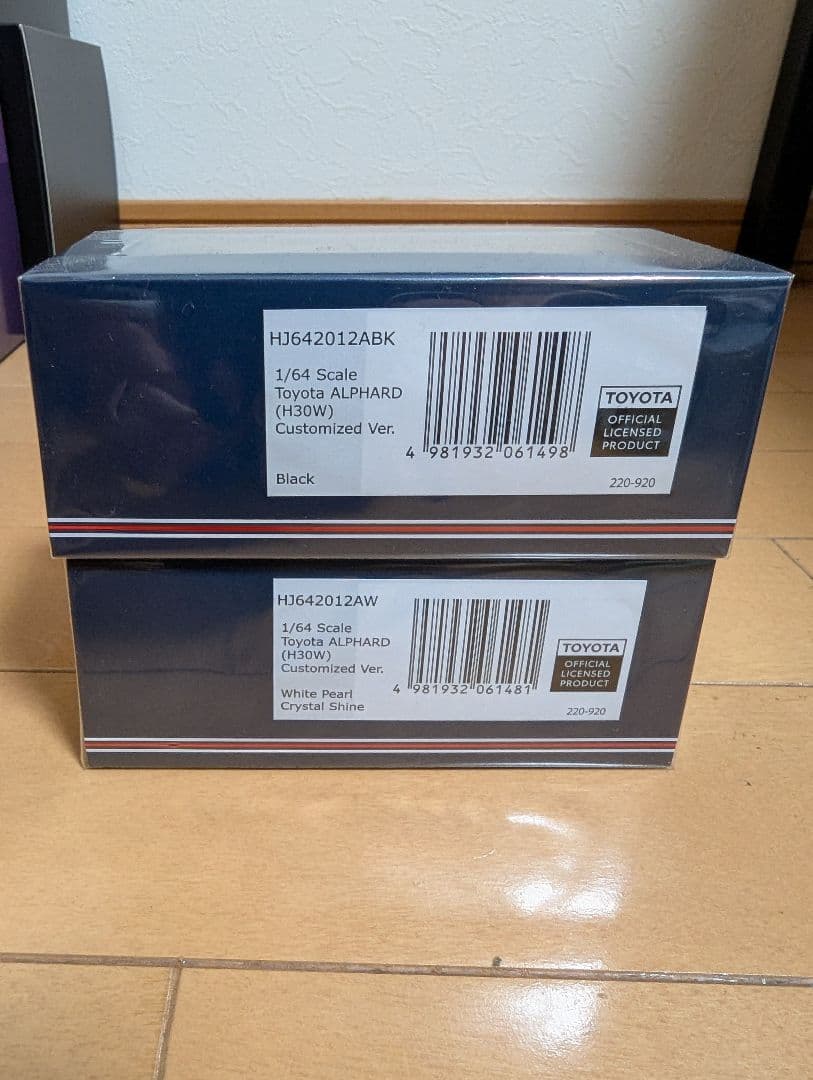 HJ642012ABK
1/64 Scale
Toyota ALPHARD
(H30W)
Customized Ver.
Black
4 981932 061498
TOYOTA
OFFICIAL
LICENSED
PRODUCT
220-920
HJ642012AW
1/64 Scale
Toyota ALPHARD
(H30W)
Customized Ver.
White Pearl
Crystal Shine
4 981932 061481
TOYOTA
OFFICIAL
LICENSED
PRODUCT
220-920